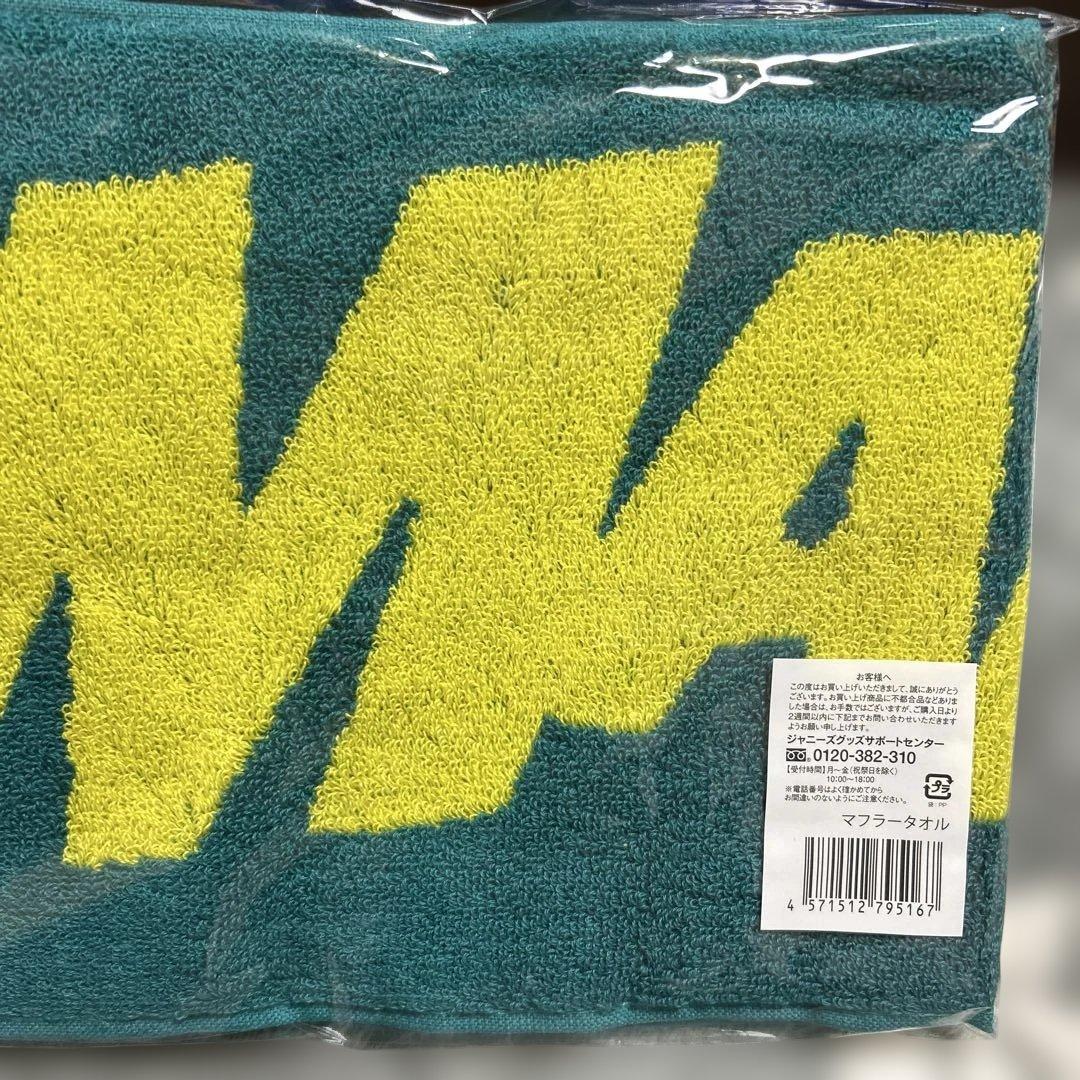 お客様へ
この度はお買い上げいただきまして、誠にありがとう
ございます。お買い上げ商品に不都合品などありま
した場合は、お手数ではございますが、ご購入日より
2週間以内に下記までお問い合わせいただきます
ようお願い申し上げます。
ジャニーズグッズサポートセンター
0120-382-310
【受付時間】月〜金（祝祭日を除く）
10:00〜18:00
※電話番号はよく確かめてから
お間違いのないようにご注意ください。
プラ
袋:PP
マフラータオル
4 571512 795167